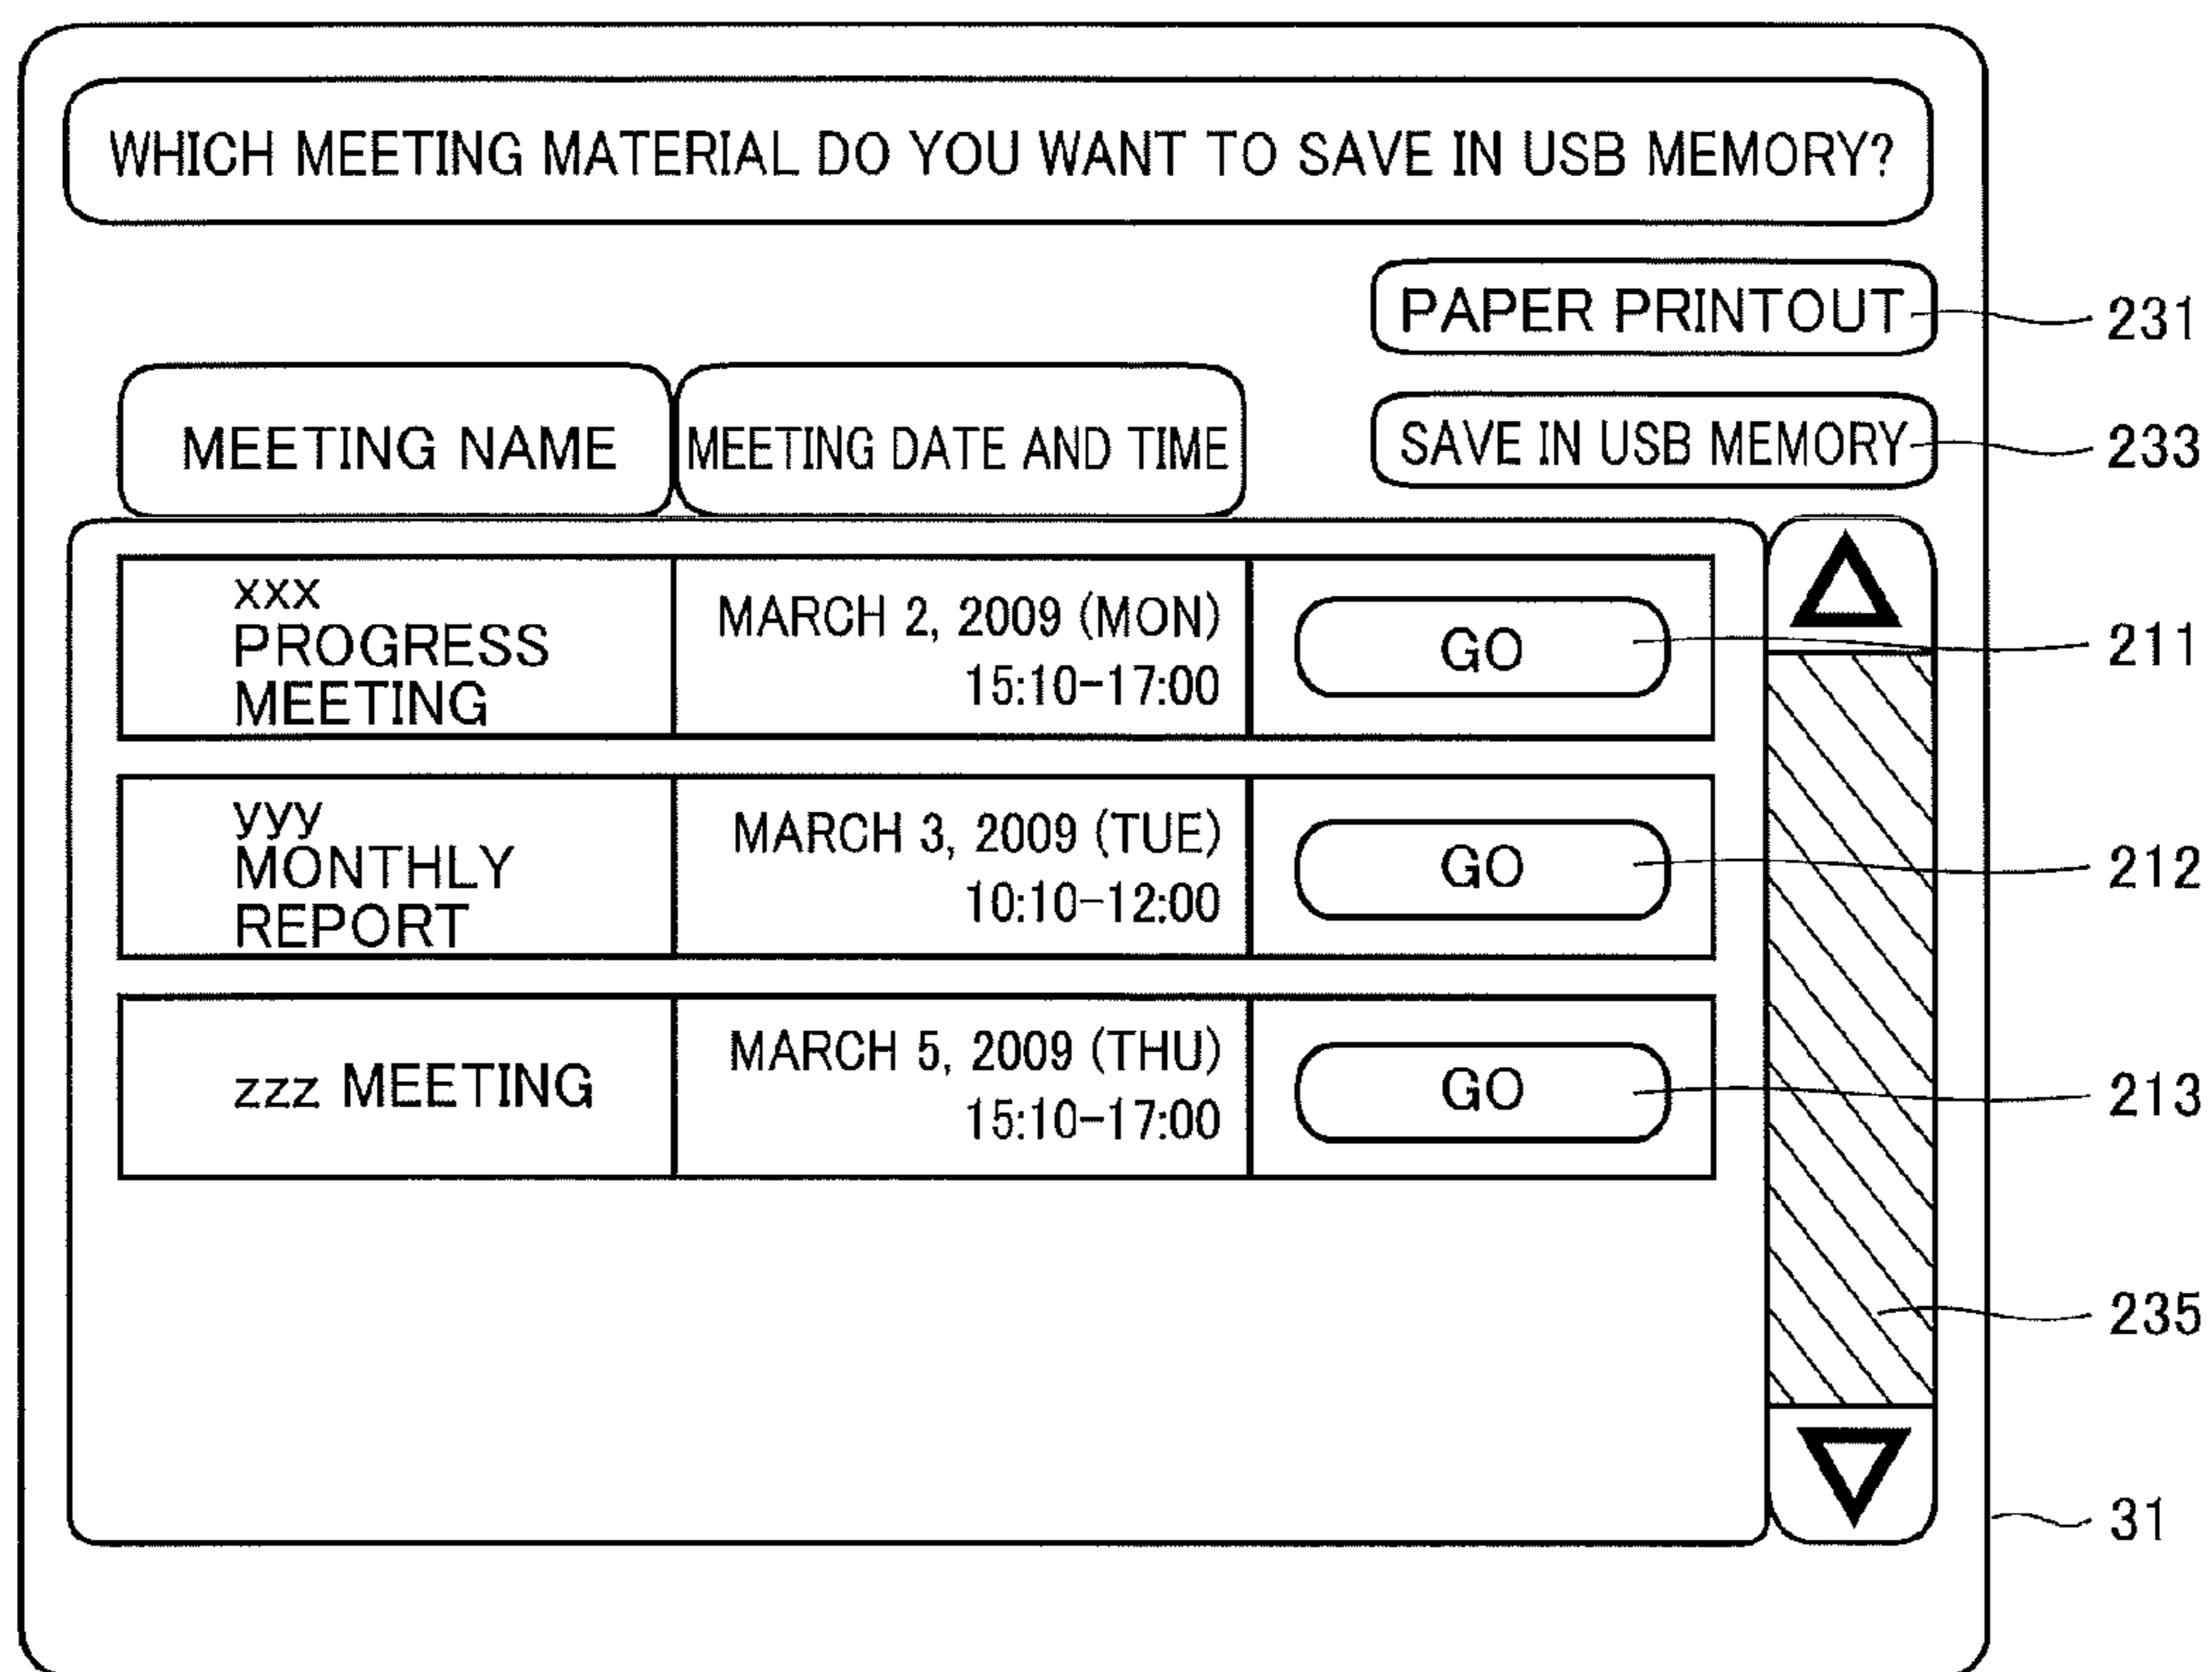 WHICH MEETING MATERIAL DO YOU WANT TO SAVE IN USB MEMORY?
PAPER PRINTOUT
231
MEETING NAME
MEETING DATE AND TIME
SAVE IN USB MEMORY
233
xxx
PROGRESS
MEETING
MARCH 2, 2009 (MON)
15:10-17:00
GO
211
yyy
MONTHLY
REPORT
MARCH 3, 2009 (TUE)
10:10-12:00
GO
212
zzz MEETING
MARCH 5, 2009 (THU)
15:10-17:00
GO
213
235
31